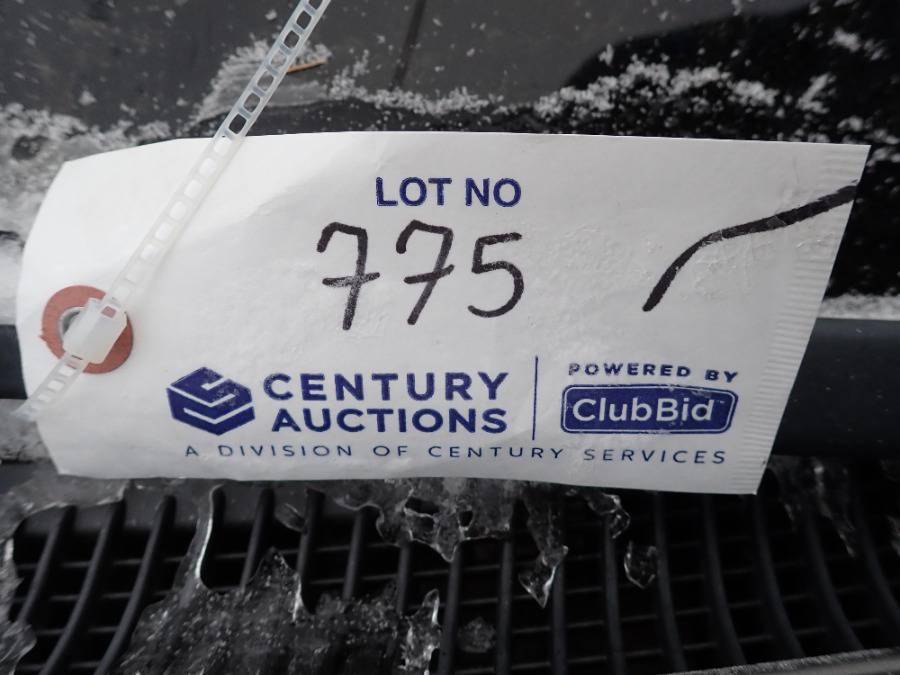 LOT NO
775
CENTURY
AUCTIONS
POWERED BY
ClubBid
A DIVISION OF CENTURY SERVICES